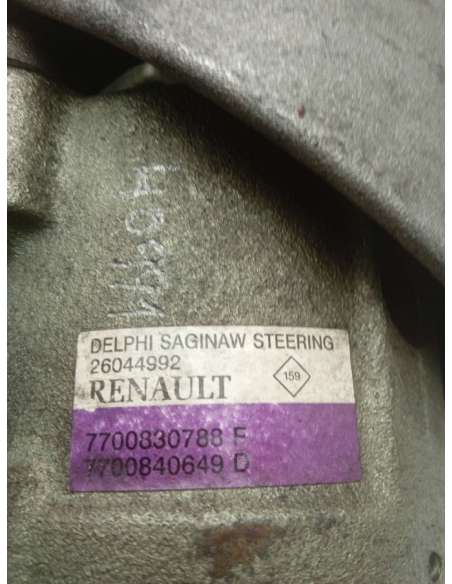 DELPHI SAGINAW STEERING
26044992
RENAULT
159
7700830788 F
7700840649 D